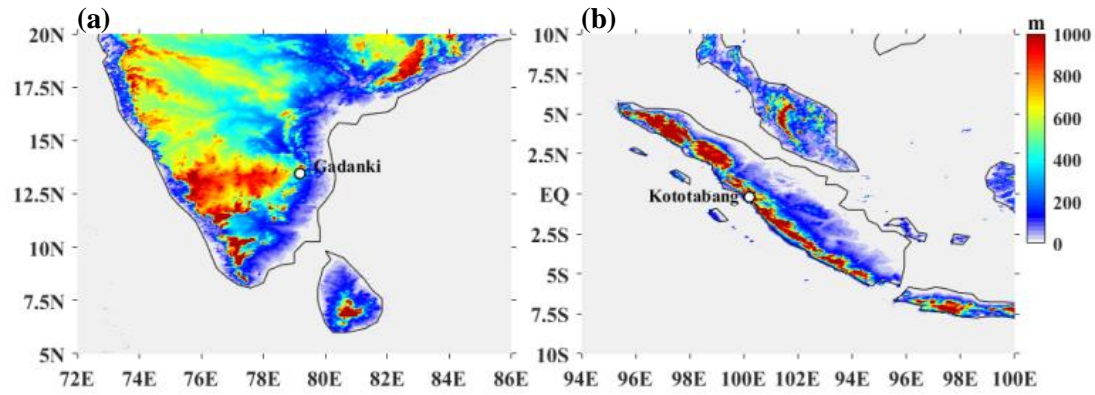 (a)
20N
17.5N
15N
12.5N
10N
7.5N
5N
72E 74E 76E 78E 80E 82E 84E 86E
Gadanki
(b)
10N
7.5N
5N
2.5N
EQ
2.5S
5S
7.5S
10S
94E 96E 98E 100E 102E 104E 98E 100E
Kototabang
m
1000
800
600
400
200
0